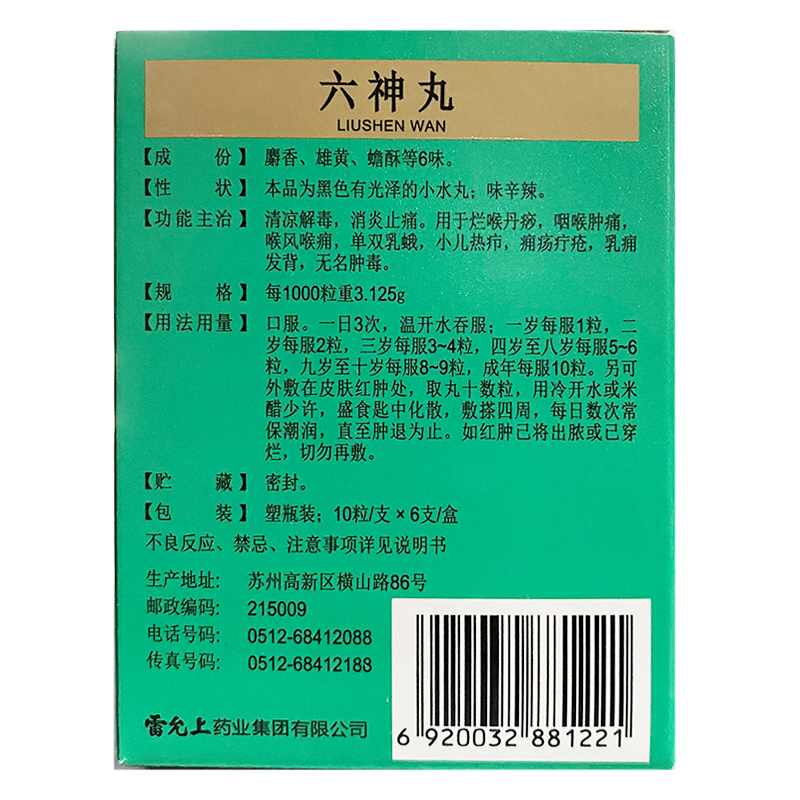 六神丸
LIUSHEN WAN
【成 份】 麝香、雄黄、蟾酥等6味。
【性 状】 本品为黑色有光泽的小水丸；味辛辣。
【功能主治】 清凉解毒，消炎止痛。用于烂喉丹痧，咽喉肿痛，
喉风喉痈，单双乳蛾，小儿热疖，痈疡疔疮，乳痈
发背，无名肿毒。
【规 格】 每1000粒重3.125g
【用法用量】 口服。一日3次，温开水吞服；一岁每服1粒，二
岁每服2粒，三岁每服3~4粒，四岁至八岁每服5~6
粒，九岁至十岁每服8~9粒，成年每服10粒。另可
外敷在皮肤红肿处，取丸十数粒，用冷开水或米
醋少许，盛食匙中化散，敷搽四周，每日数次常
保潮润，直至肿退为止。如红肿已将出脓或已穿
烂，切勿再敷。
【贮 藏】 密封。
【包 装】 塑瓶装；10粒/支×6支/盒
不良反应、禁忌、注意事项详见说明书
生产地址: 苏州高新区横山路86号
邮政编码: 215009
电话号码: 0512-68412088
传真号码: 0512-68412188
雷允上药业集团有限公司
6 920032 881221